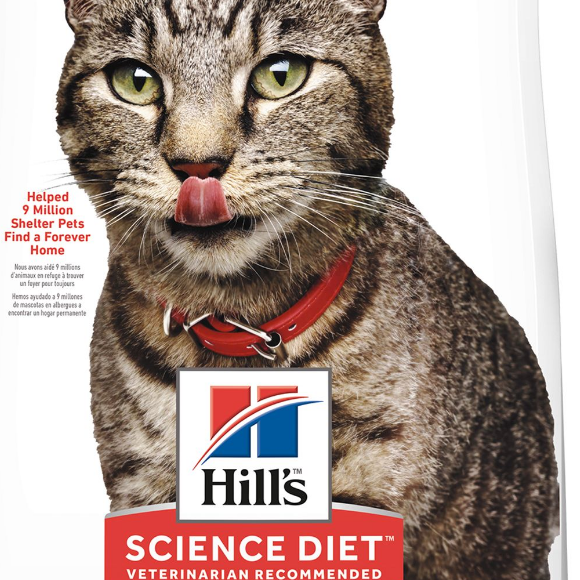 Helped
9 Million
Shelter Pets
Find a Forever
Home
Nous avons aidé 9 millions
d'animaux en refuge à trouver
un foyer pour toujours
Hemos ayudado a 9 millones
de mascotas en albergues a
encontrar un hogar permanente
H
Hill's™
SCIENCE DIET™
VETERINARIAN RECOMMENDED